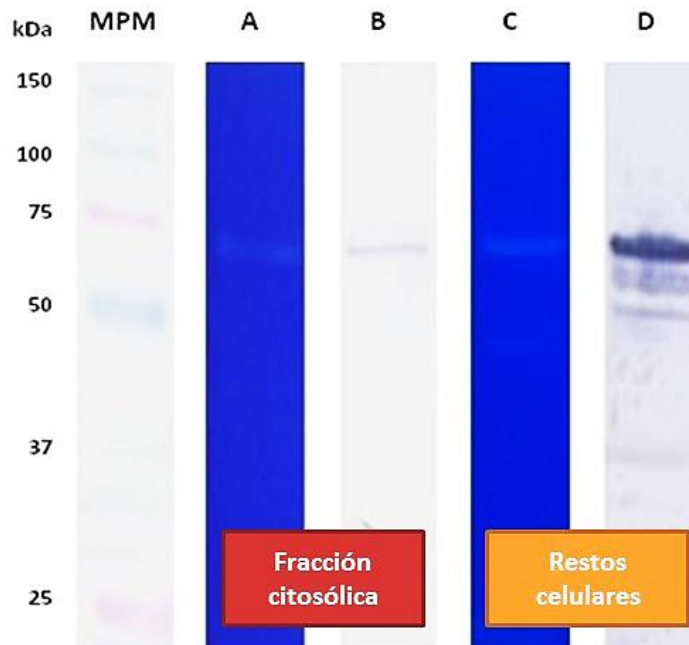 kDa MPM A B C D
150
100
75
50
37
25
Fracción
citosólica
Restos
celulares